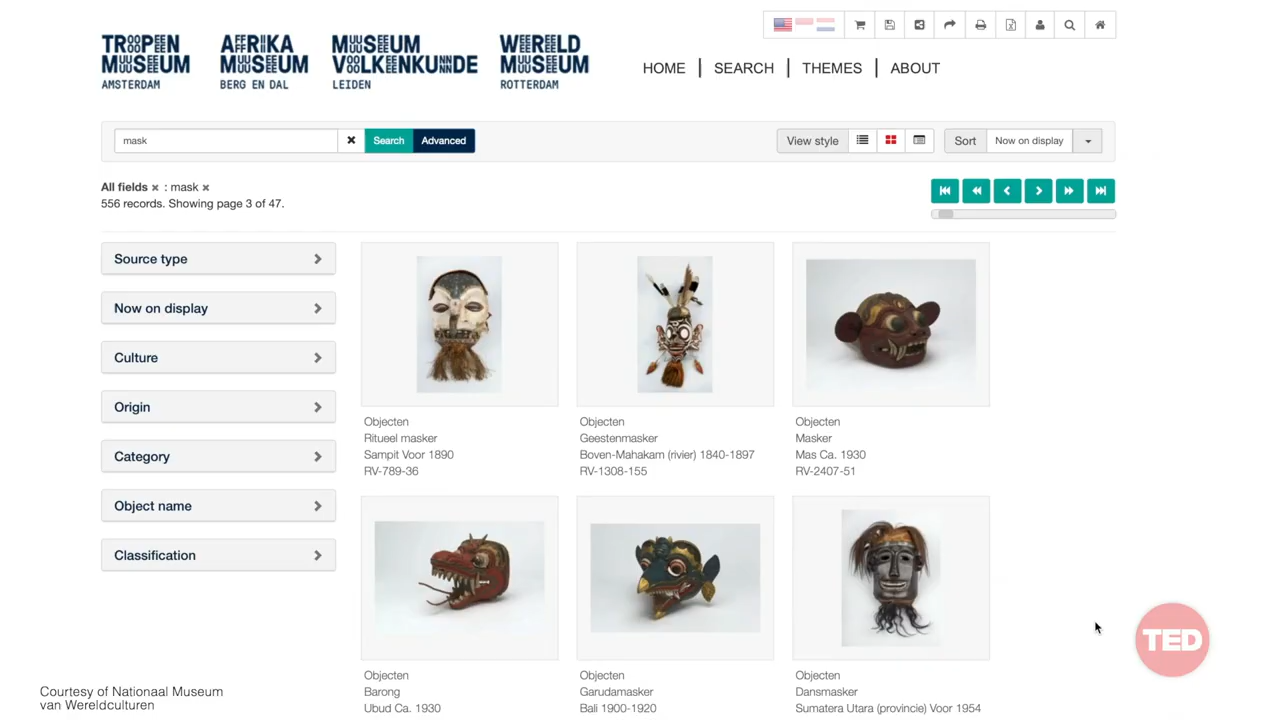 TROPEN MUSEUM AMSTERDAM
AFRIKA MUSEUM BERG EN DAL
MUSEUM VOLKENKUNDE LEIDEN
WERELD MUSEUM ROTTERDAM
HOME | SEARCH | THEMES | ABOUT
mask
Search
Advanced
View style
Sort
Now on display
All fields : mask
556 records. Showing page 3 of 47.
Source type
Now on display
Culture
Origin
Category
Object name
Classification
Objecten
Ritueel masker
Sampit Voor 1890
RV-789-36
Objecten
Geestenmasker
Boven-Mahakam (rivier) 1840-1897
RV-1308-155
Objecten
Masker
Mas Ca. 1930
RV-2407-51
Objecten
Barong
Ubud Ca. 1930
Objecten
Garudamasker
Bali 1900-1920
Objecten
Dansmasker
Sumatera Utara (provincie) Voor 1954
TED
Courtesy of Nationaal Museum
van Wereldculturen